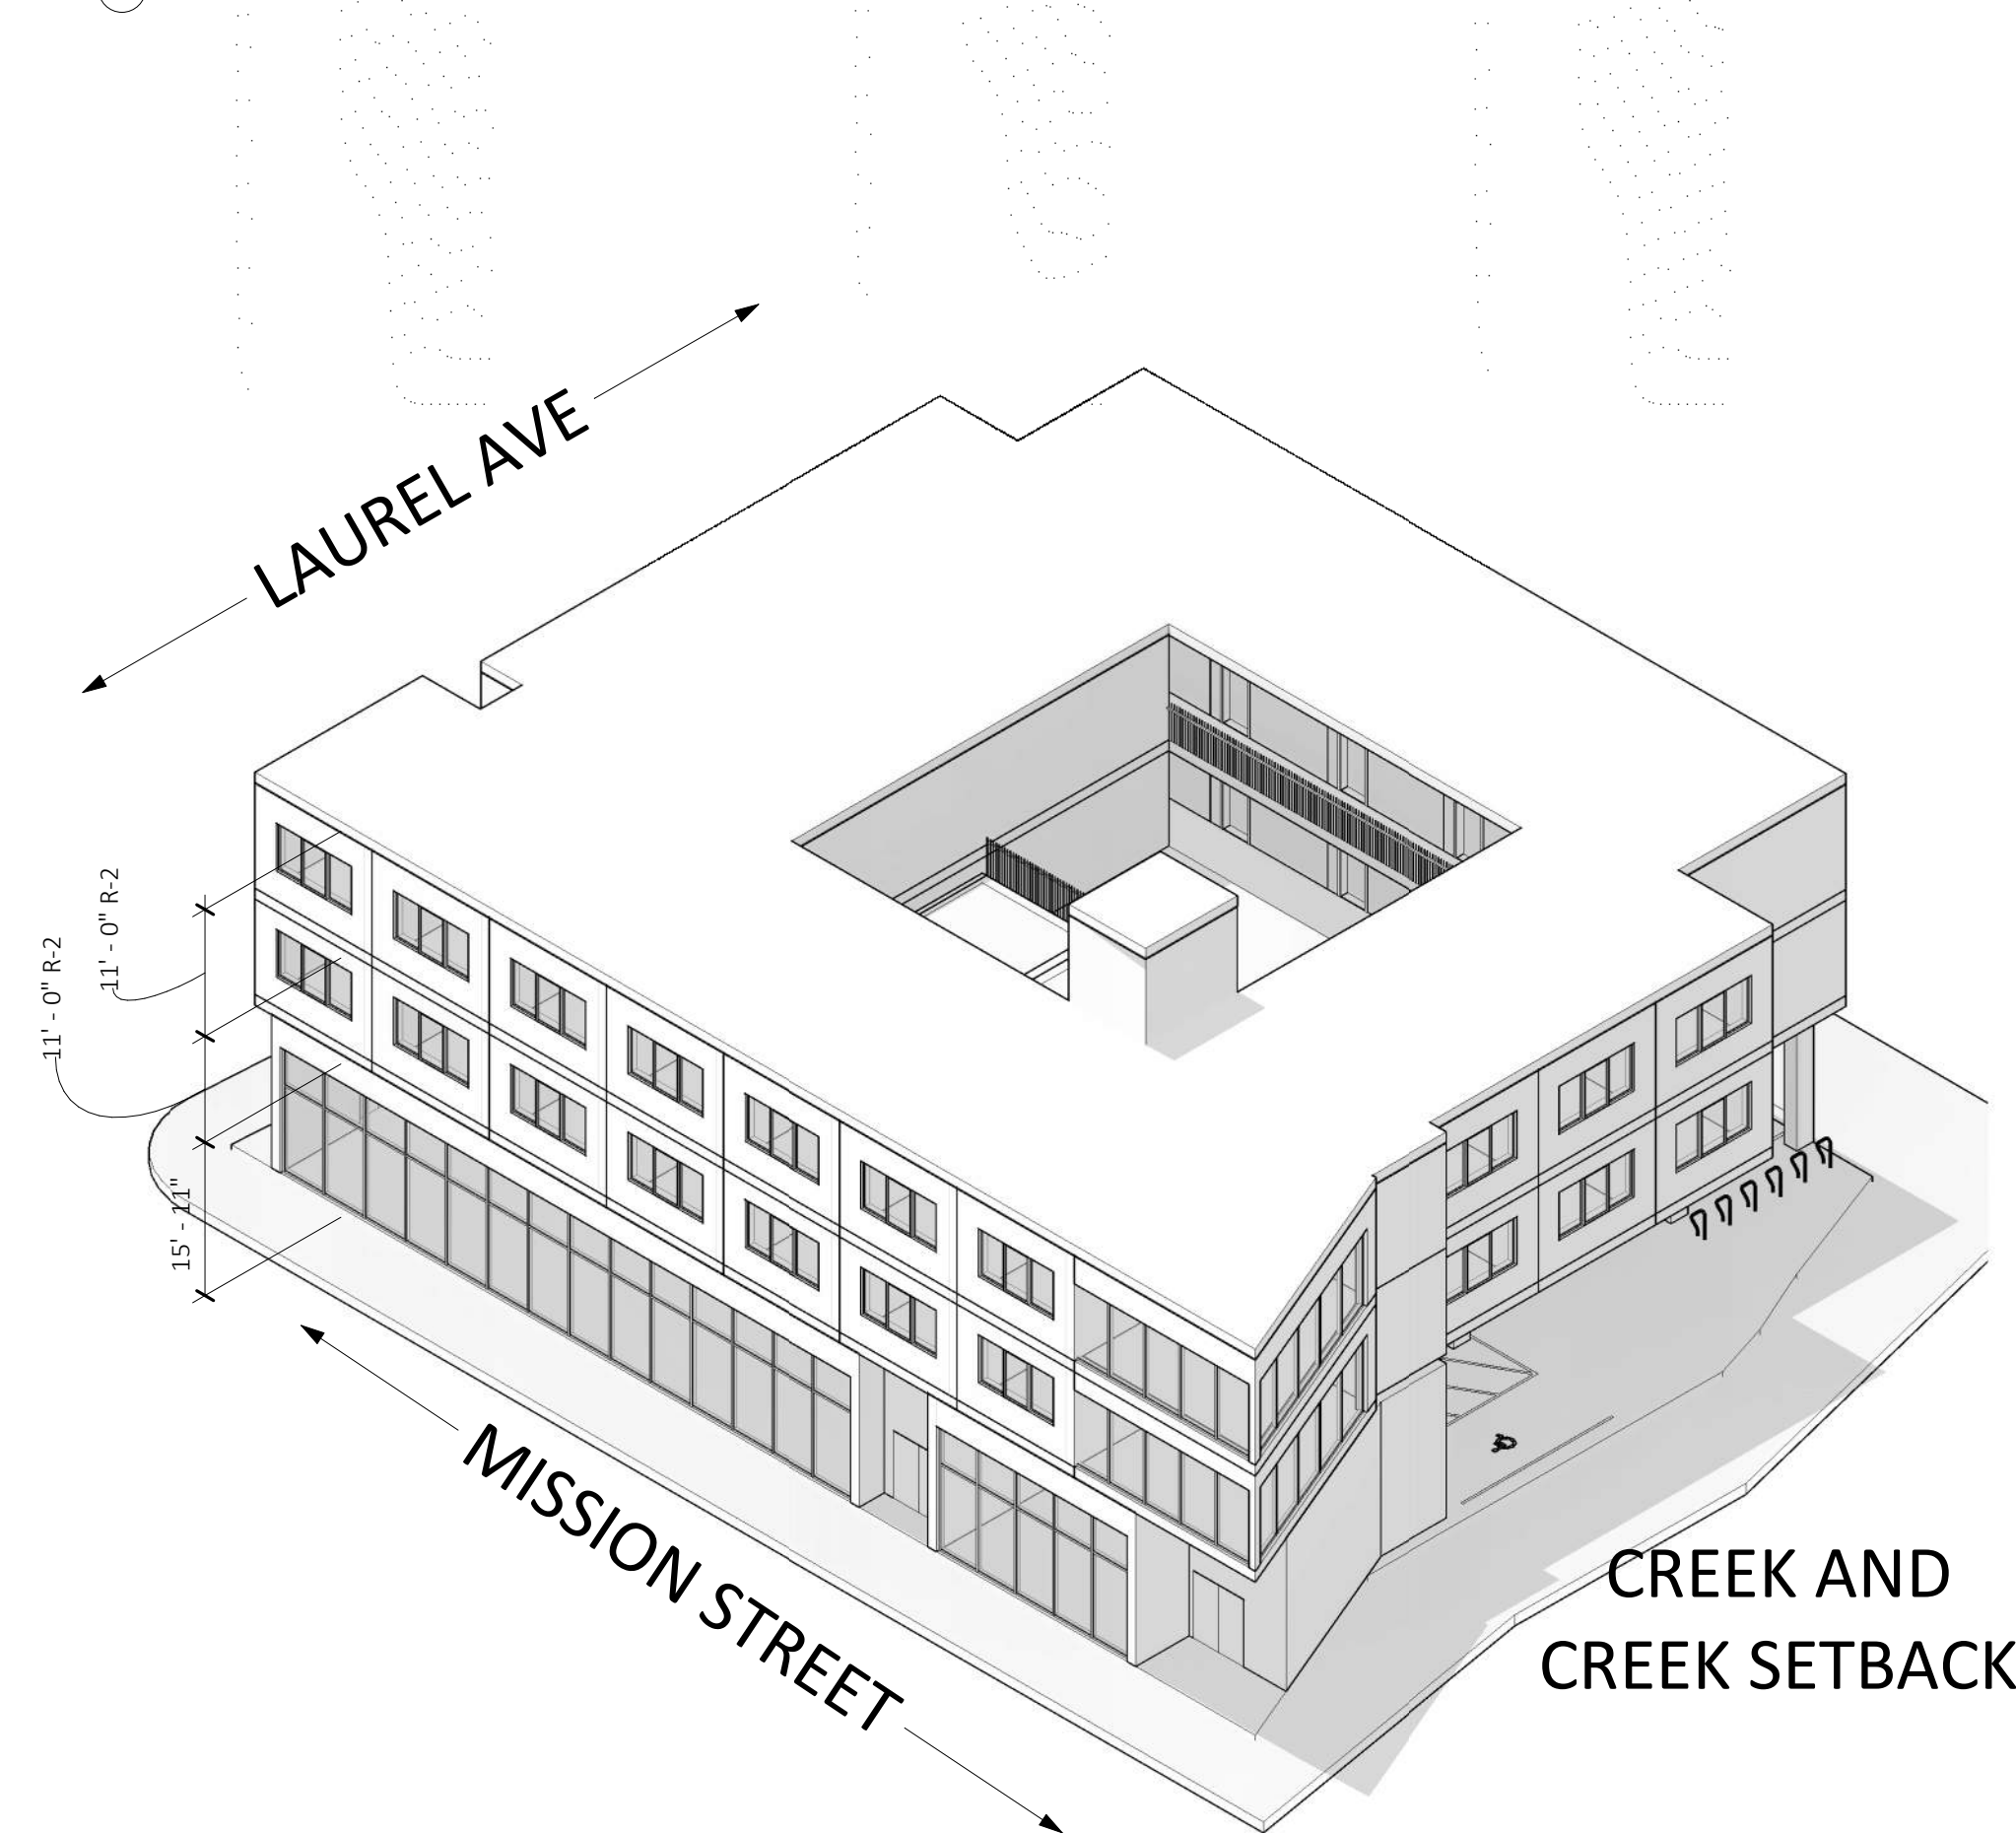 LAUREL AVE
11' - 0" R-2
11' - 0" R-2
15' - 11"
MISSION STREET
CREEK AND
CREEK SETBACK